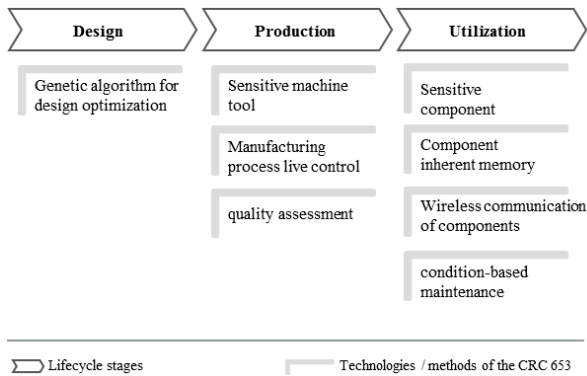 Design
Production
Utilization
Genetic algorithm for
design optimization
Sensitive machine
tool
Manufacturing
process live control
quality assessment
Sensitive
component
Component
inherent memory
Wireless communication
of components
condition-based
maintenance
Lifecycle stages
Technologies / methods of the CRC 653